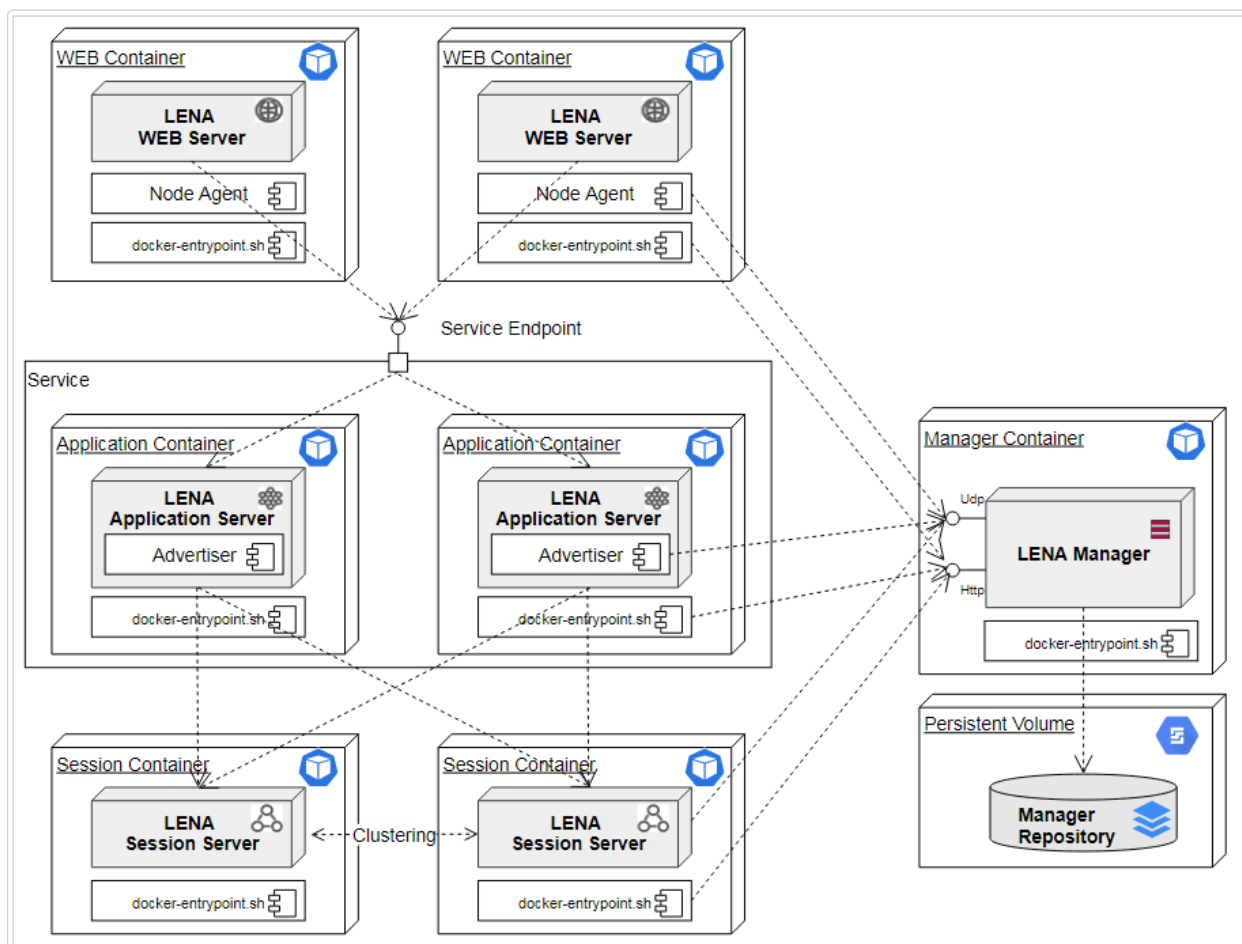 WEB Container
LENA
WEB Server
Node Agent
docker-entrypoint.sh
WEB Container
LENA
WEB Server
Node Agent
docker-entrypoint.sh
Service Endpoint
Service
Application Container
LENA
Application Server
Advertiser
docker-entrypoint.sh
Application Container
LENA
Application Server
Advertiser
docker-entrypoint.sh
Manager Container
Udp
Http
LENA Manager
docker-entrypoint.sh
Session Container
LENA
Session Server
docker-entrypoint.sh
Clustering
Session Container
LENA
Session Server
docker-entrypoint.sh
Persistent Volume
Manager
Repository